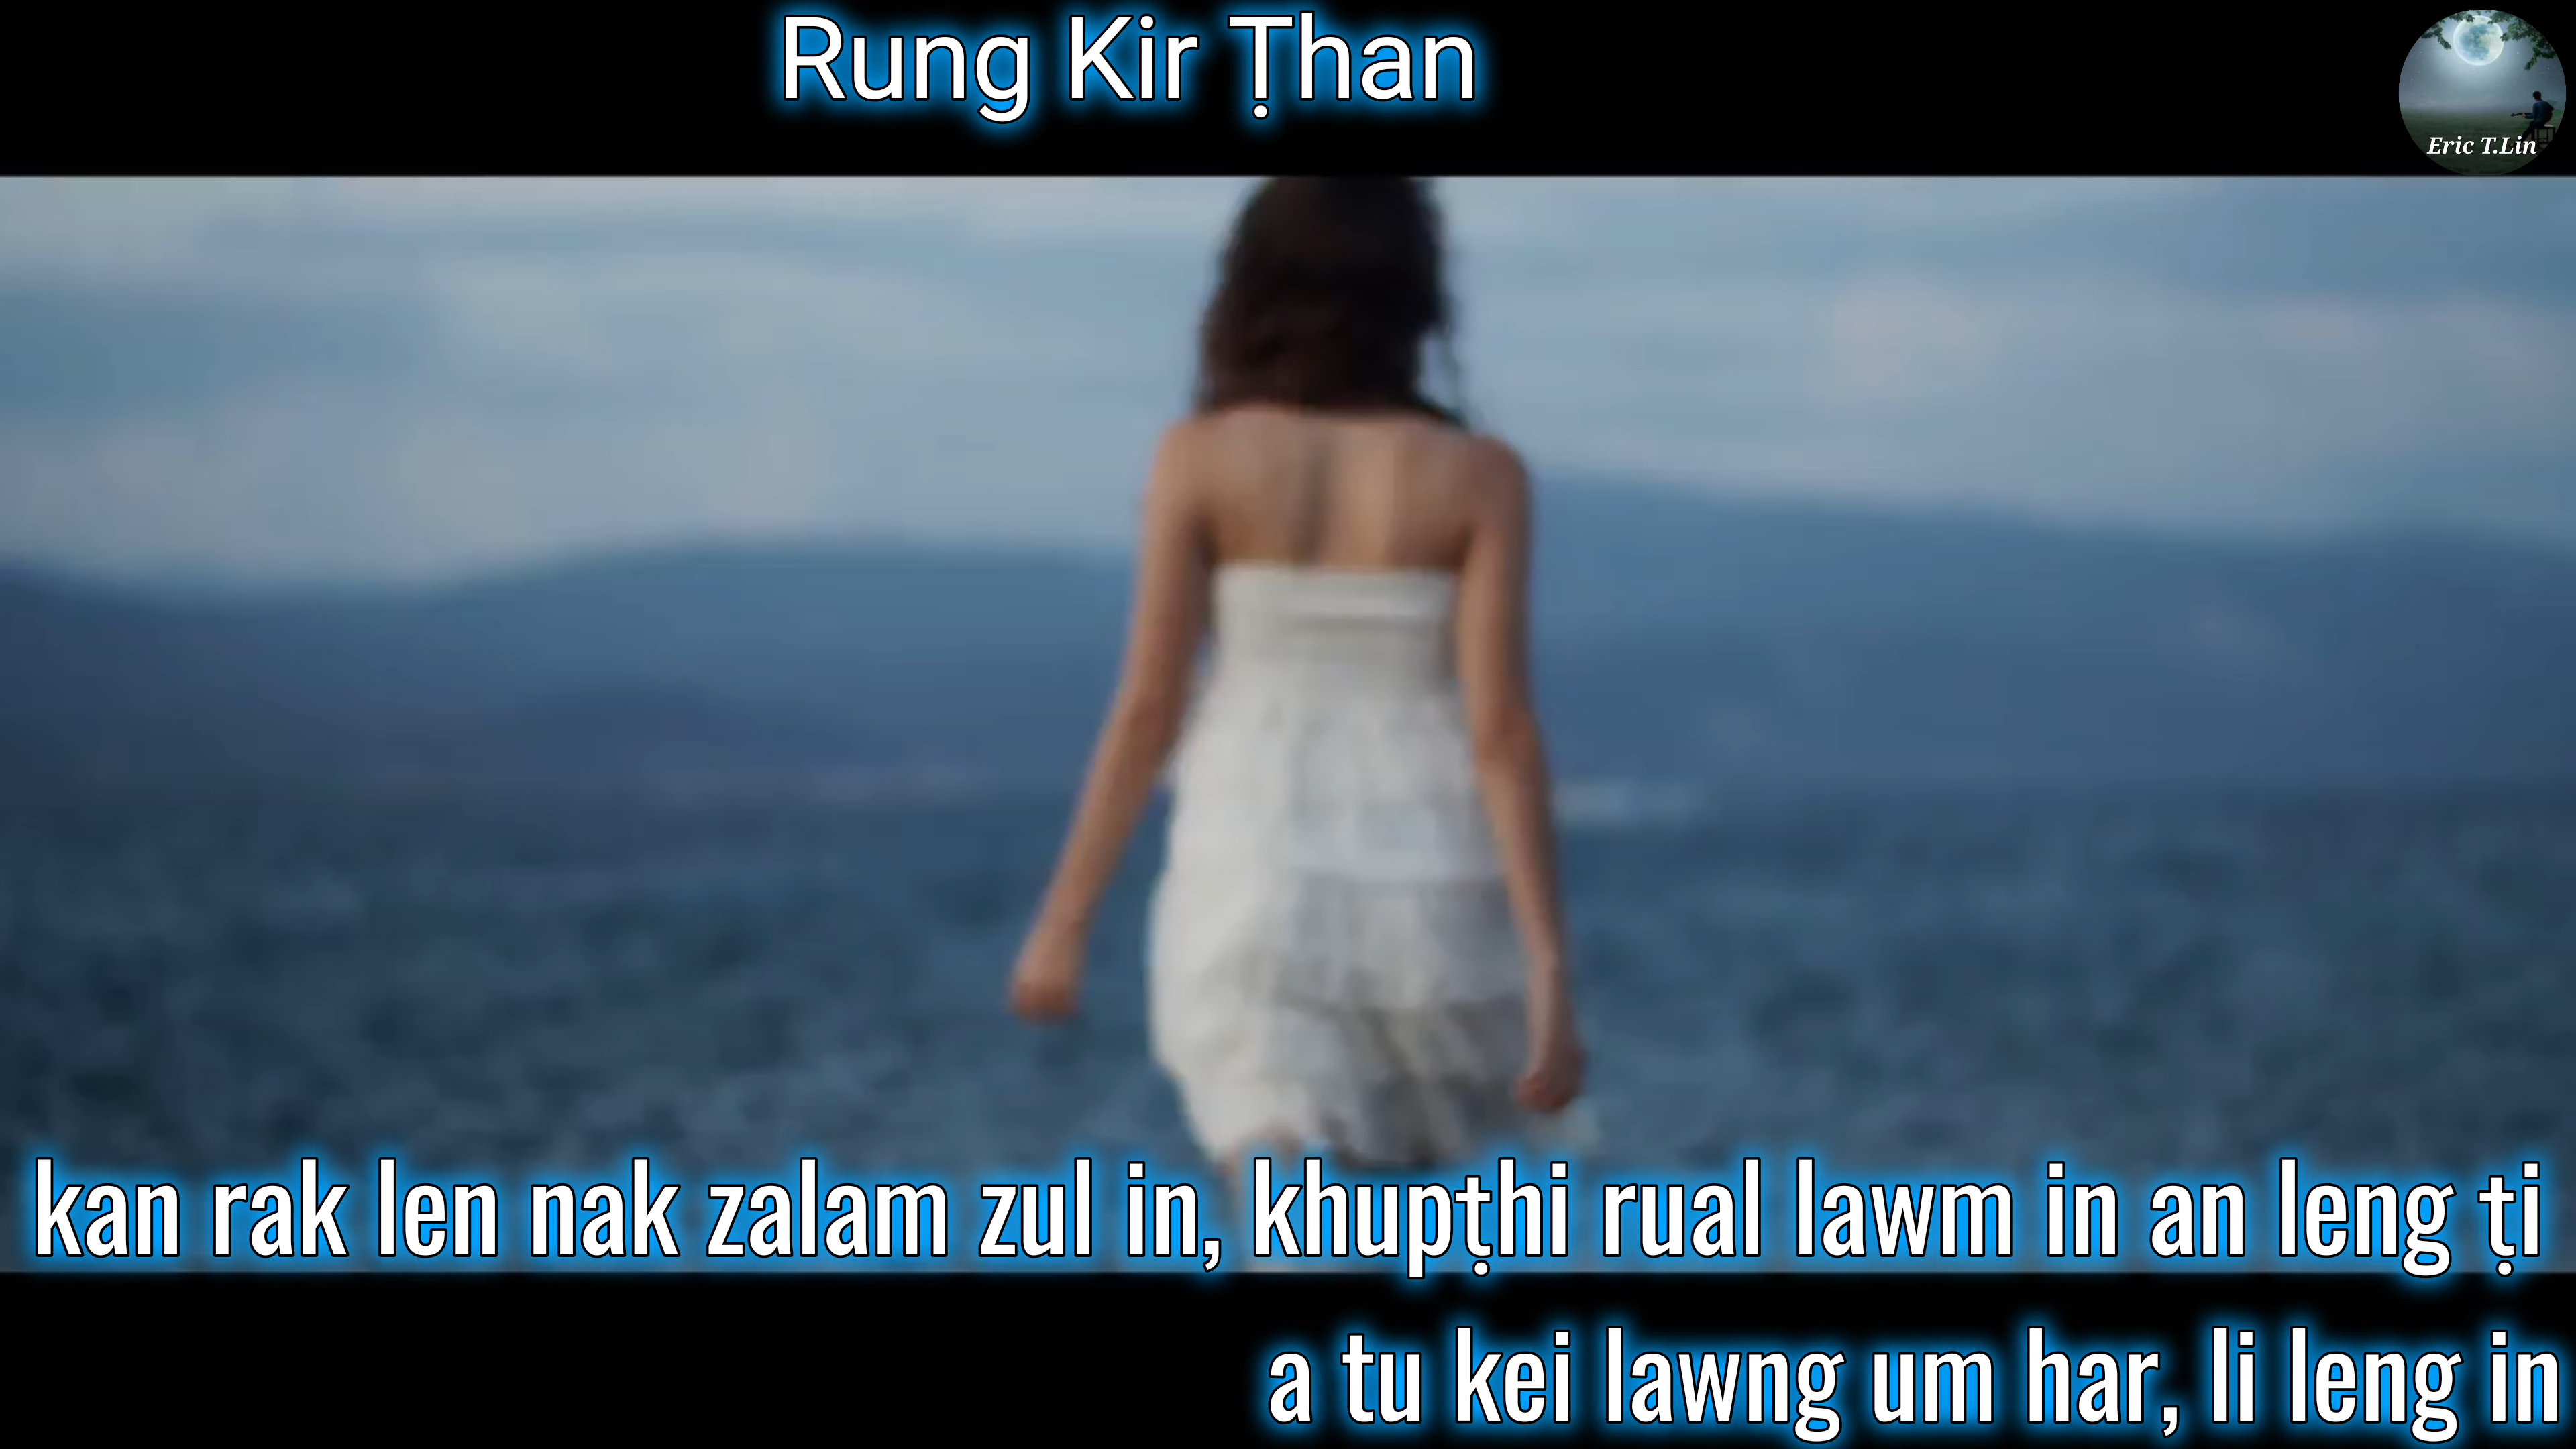 Rung Kir Ṭhan
Eric T.Lin
kan rak len nak zalam zul in, khupṭhi rual lawm in an leng ṭi
a tu kei lawng um har, li leng in